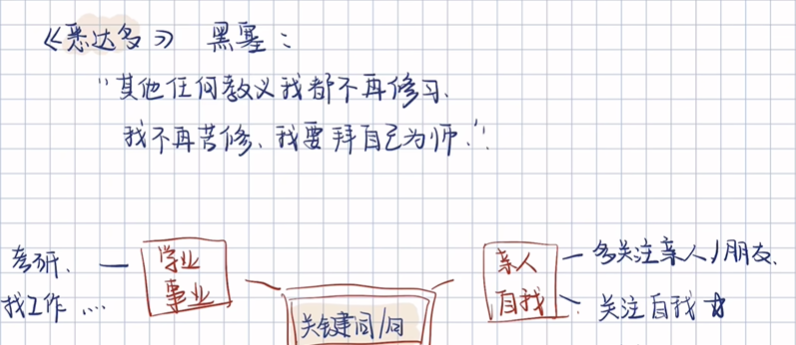 《悉达多》 黑塞：
“其他任何教义我都不再修习、
我不再苦修、我要拜自己为师.”
考研、
找工作 ...
学业
事业
关键词/
亲人
自我
多关注亲人/朋友、
关注自我